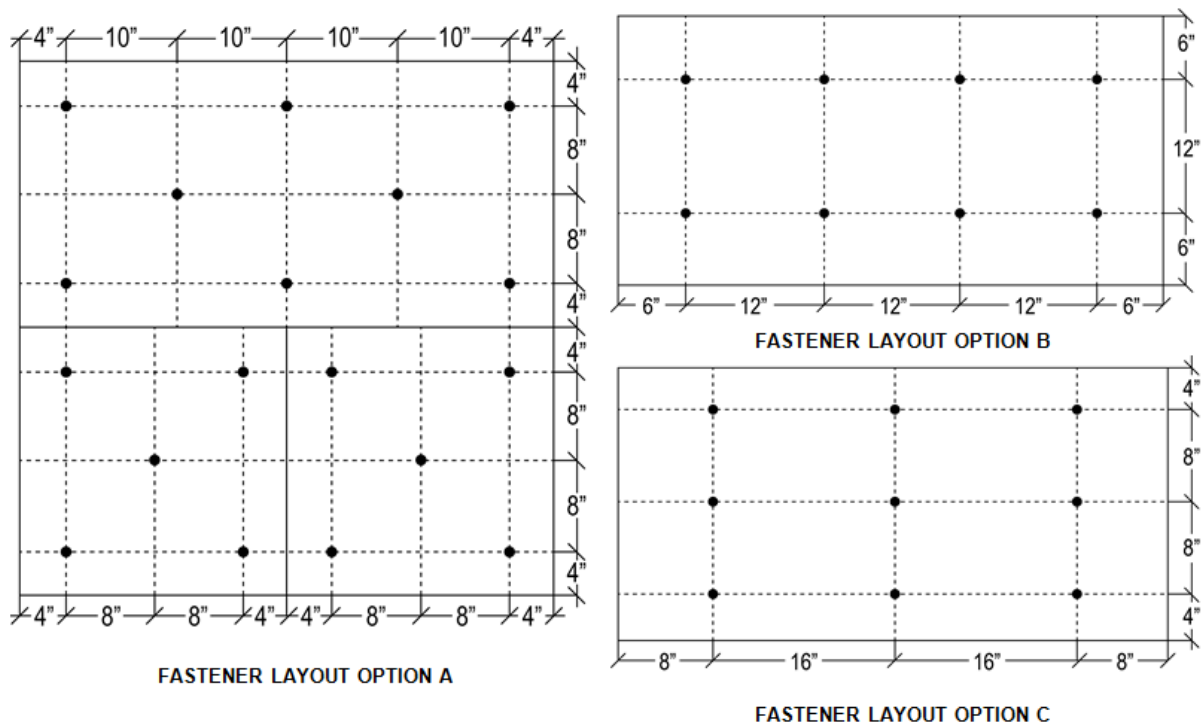 4” 10” 10” 10” 10” 4”
4”
8”
8”
4”
4”
8”
8”
4”
4” 8” 8” 4” 4” 8” 8” 4”
FASTENER LAYOUT OPTION A
6”
12”
6”
6” 12” 12” 12” 6”
FASTENER LAYOUT OPTION B
4”
8”
8”
4”
8” 16” 16” 8”
FASTENER LAYOUT OPTION C